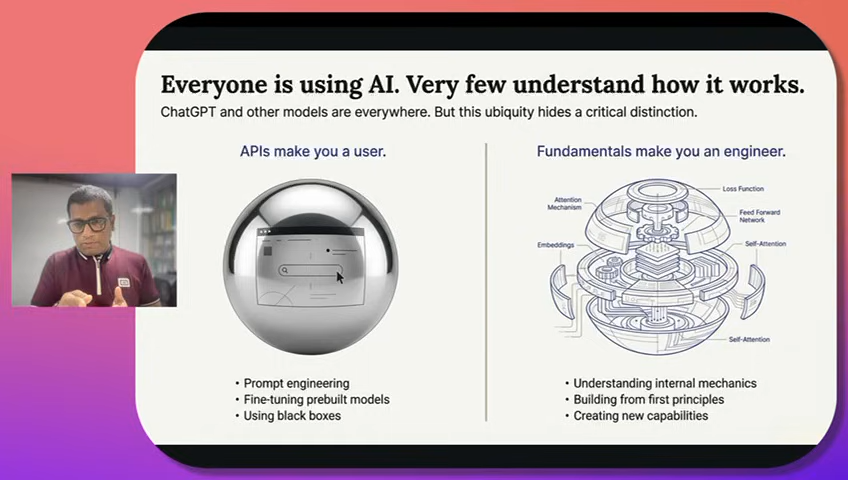 Everyone is using AI. Very few understand how it works.
ChatGPT and other models are everywhere. But this ubiquity hides a critical distinction.
APIs make you a user.
• Prompt engineering
• Fine-tuning prebuilt models
• Using black boxes
Fundamentals make you an engineer.
Loss Function
Attention
Mechanism
Feed Forward
Network
Embeddings
Self-Attention
Self-Attention
• Understanding internal mechanics
• Building from first principles
• Creating new capabilities